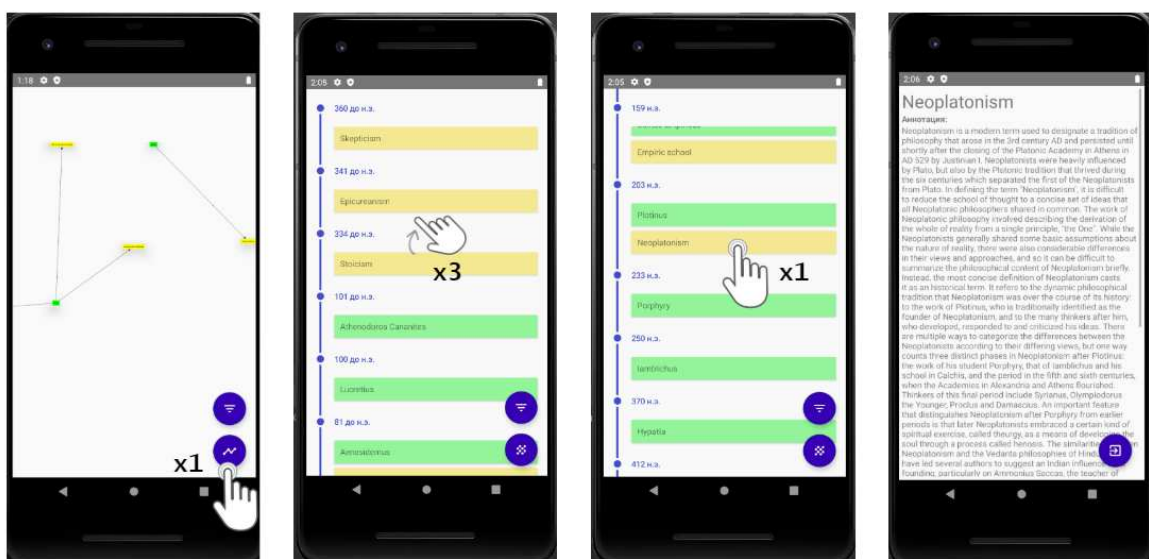 1:18
x1
2:05
360 до н.э.
Skepticism
341 до н.э.
Epicureanism
334 до н.э.
Stoicism
x3
101 до н.э.
Athenodoros Cananites
100 до н.э.
Lucretius
81 до н.э.
Aenesidemus
2:05
159 н.э.
Empiric school
203 н.э.
Plotinus
Neoplatonism
x1
233 н.э.
Porphyry
250 н.э.
Iamblichus
370 н.э.
Hypatia
412 н.э.
2:06
Neoplatonism
Аннотация:
Neoplatonism is a modern term used to designate a tradition of
philosophy that arose in the 3rd century AD and persisted until
shortly after the closing of the Platonic Academy in Athens in
AD 529 by Justinian I. Neoplatonists were heavily influenced
by Plato, but also by the Platonic tradition that thrived during
the six centuries which separated the first of the Neoplatonists
from Plato. In defining the term "Neoplatonism", it is difficult
to reduce the school of thought to a concise set of ideas that
all Neoplatonic philosophers shared in common. The work of
Neoplatonic philosophy involved describing the derivation of
the whole of reality from a single principle, "the One". While the
Neoplatonists generally shared some basic assumptions about
the nature of reality, there were also considerable differences
in their views and approaches, and so it can be difficult to
summarize the philosophical content of Neoplatonism briefly.
Instead, the most concise definition of Neoplatonism casts
it as an historical term. It refers to the dynamic philosophical
tradition that Neoplatonism was over the course of its history:
to the work of Plotinus, who is traditionally identified as the
founder of Neoplatonism, and to the many thinkers after him,
who developed, responded to and criticized his ideas. There
are multiple ways to categorize the differences between the
Neoplatonists according to their differing views, but one way
counts three distinct phases in Neoplatonism after Plotinus:
the work of his student Porphyry, that of Iamblichus and his
school in Calchis, and the period in the fifth and sixth centuries,
when the Academies in Alexandria and Athens flourished.
Thinkers of this final period include Syrianus, Olympiodorus
the Younger, Proclus and Damascius. An important feature
that distinguishes Neoplatonism after Porphyry from earlier
periods is that later Neoplatonists embraced a certain kind of
spiritual exercise, called theurgy, as a means of developing the
soul through a process called henosis. The similarities
Neoplatonism and the Vedanta philosophies of
have led several authors to suggest an Indian influence
founding, particularly on Ammonius Saccas, the teacher of